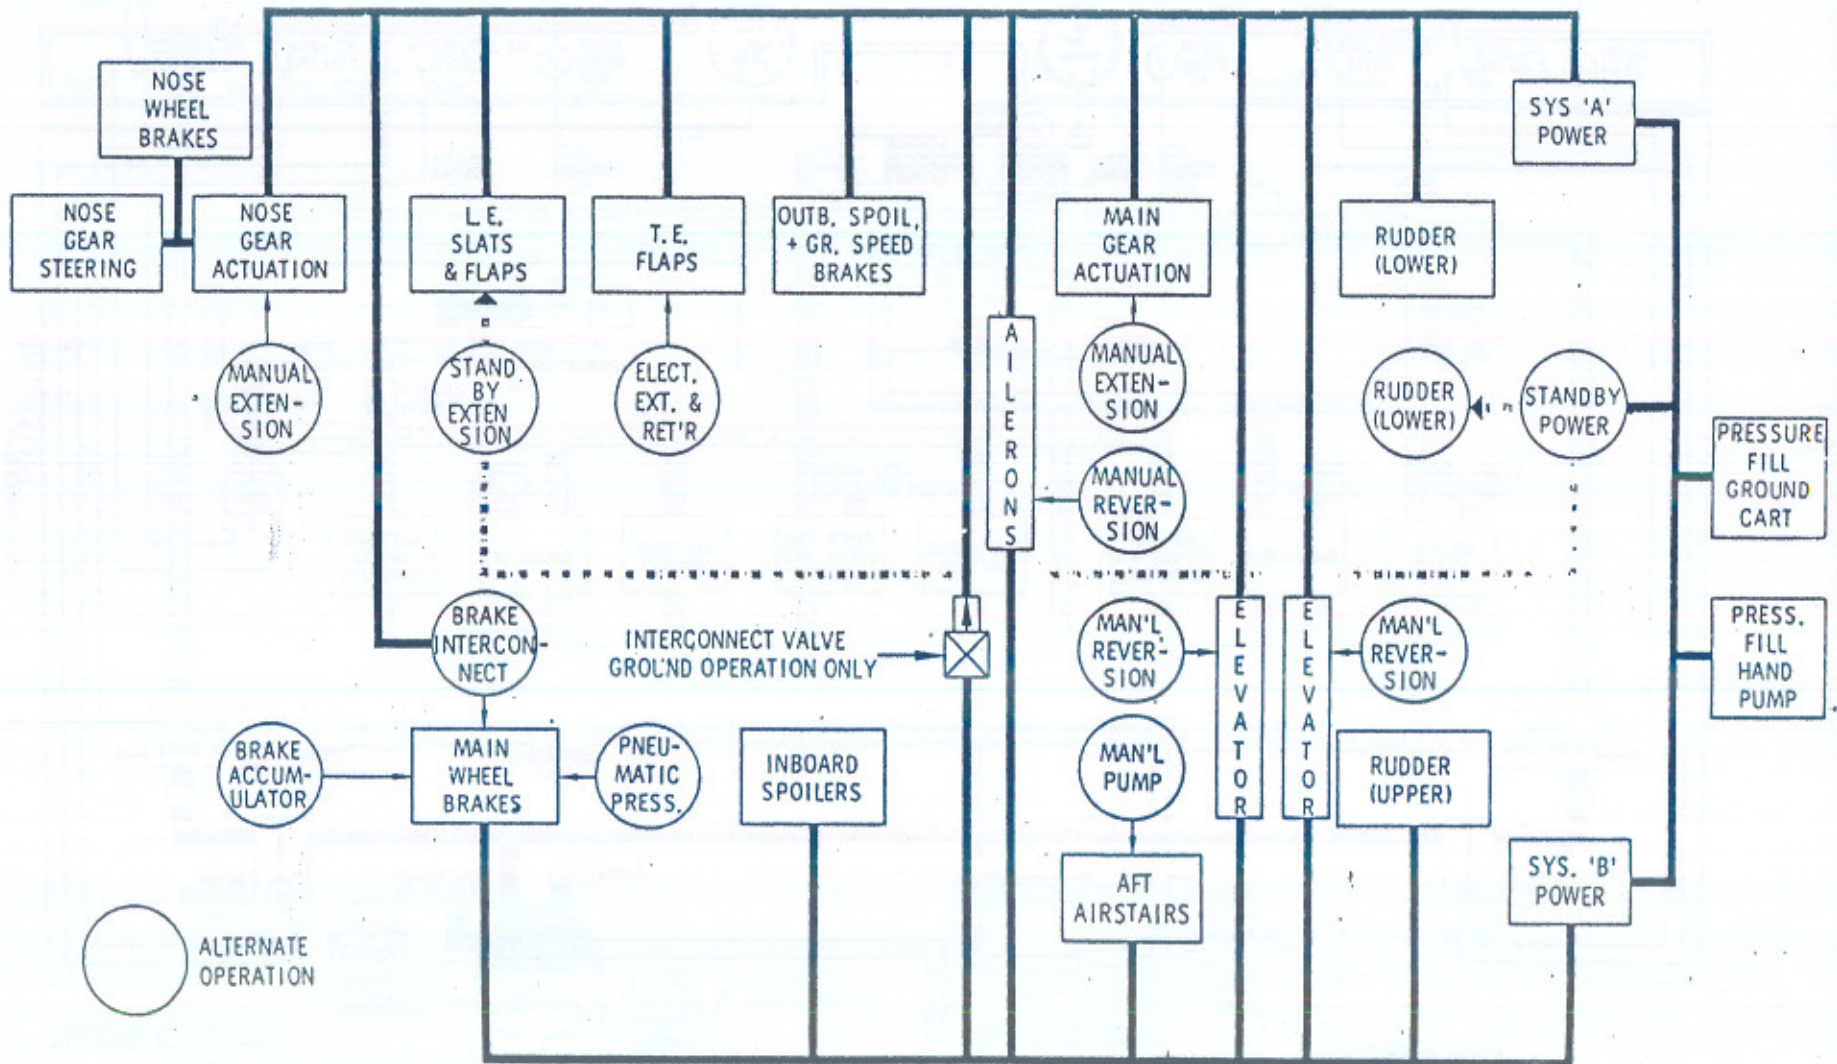 NOSE
WHEEL
BRAKES
SYS 'A'
POWER
NOSE
GEAR
STEERING
NOSE
GEAR
ACTUATION
L.E.
SLATS
& FLAPS
T.E.
FLAPS
OUTB. SPOIL,
+ GR. SPEED
BRAKES
MAIN
GEAR
ACTUATION
RUDDER
(LOWER)
MANUAL
EXTEN-
SION
STAND
BY
EXTEN
SION
ELECT.
EXT. &
RET'R
AILERONS
MANUAL
EXTEN-
SION
RUDDER
(LOWER)
STANDBY
POWER
MANUAL
REVER-
SION
PRESSURE
FILL
GROUND
CART
BRAKE
INTERCON-
NECT
INTERCONNECT VALVE
GROUND OPERATION ONLY
MAN'L
REVER-
SION
ELEVATOR
ELEVATOR
MAN'L
REVER-
SION
PRESS.
FILL
HAND
PUMP
BRAKE
ACCUM-
ULATOR
MAIN
WHEEL
BRAKES
PNEU-
MATIC
PRESS.
INBOARD
SPOILERS
MAN'L
PUMP
RUDDER
(UPPER)
AFT
AIRSTAIRS
SYS. 'B'
POWER
ALTERNATE
OPERATION